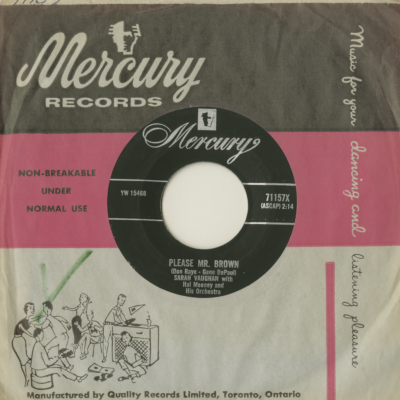 Mercury
RECORDS
Music for your dancing and listening pleasure
NON-BREAKABLE
UNDER
NORMAL USE
Mercury
YW 15468
71157X
(ASCAP) 2:14
PLEASE MR. BROWN
(Don Raye - Gene DePaul)
SARAH VAUGHAN with
Hal Mooney and
His Orchestra
Manufactured by Quality Records Limited, Toronto, Ontario